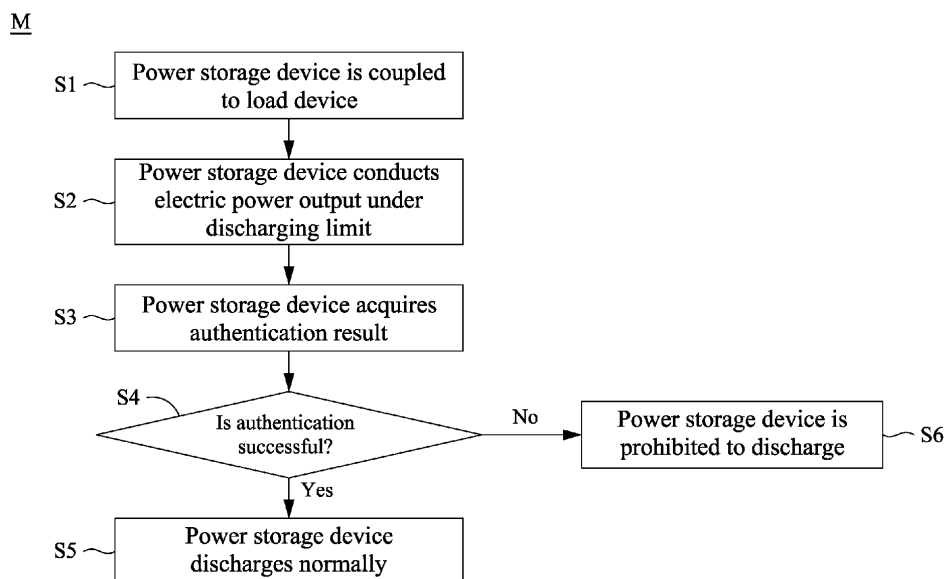 M
S1
Power storage device is coupled
to load device
S2
Power storage device conducts
electric power output under
discharging limit
S3
Power storage device acquires
authentication result
S4
Is authentication
successful?
No
Power storage device is
prohibited to discharge
S6
Yes
S5
Power storage device
discharges normally